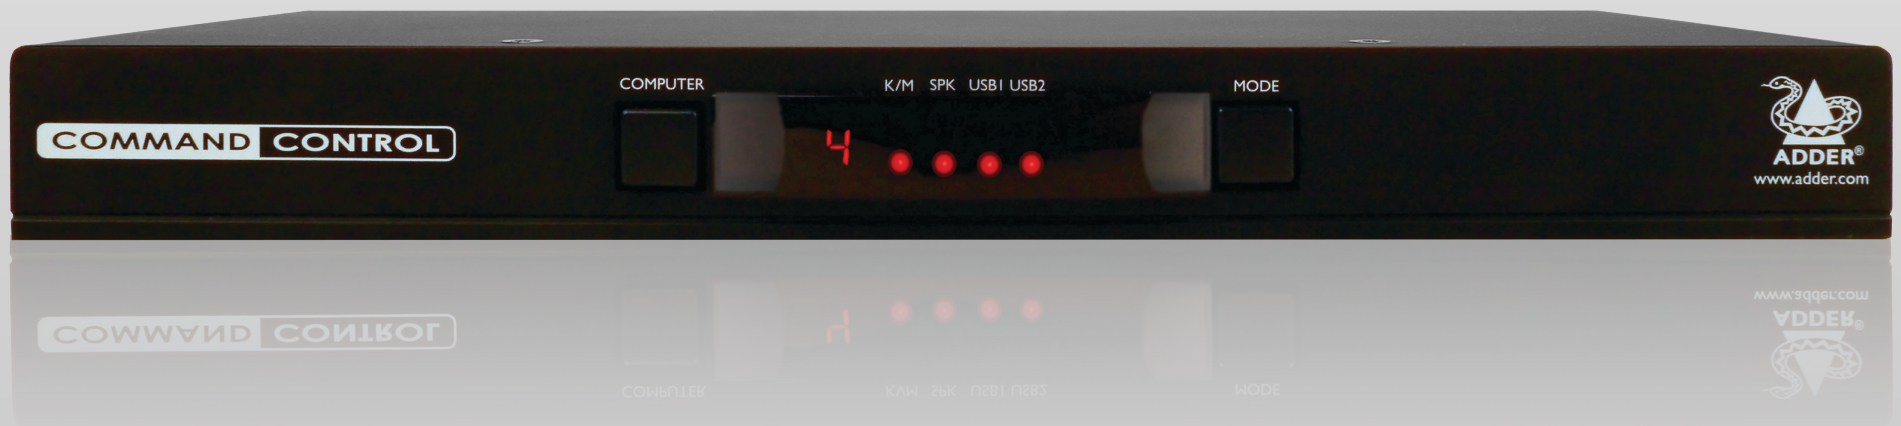 COMMAND CONTROL
COMPUTER
K/M SPK USB1 USB2
4
MODE
ADDER®
www.adder.com